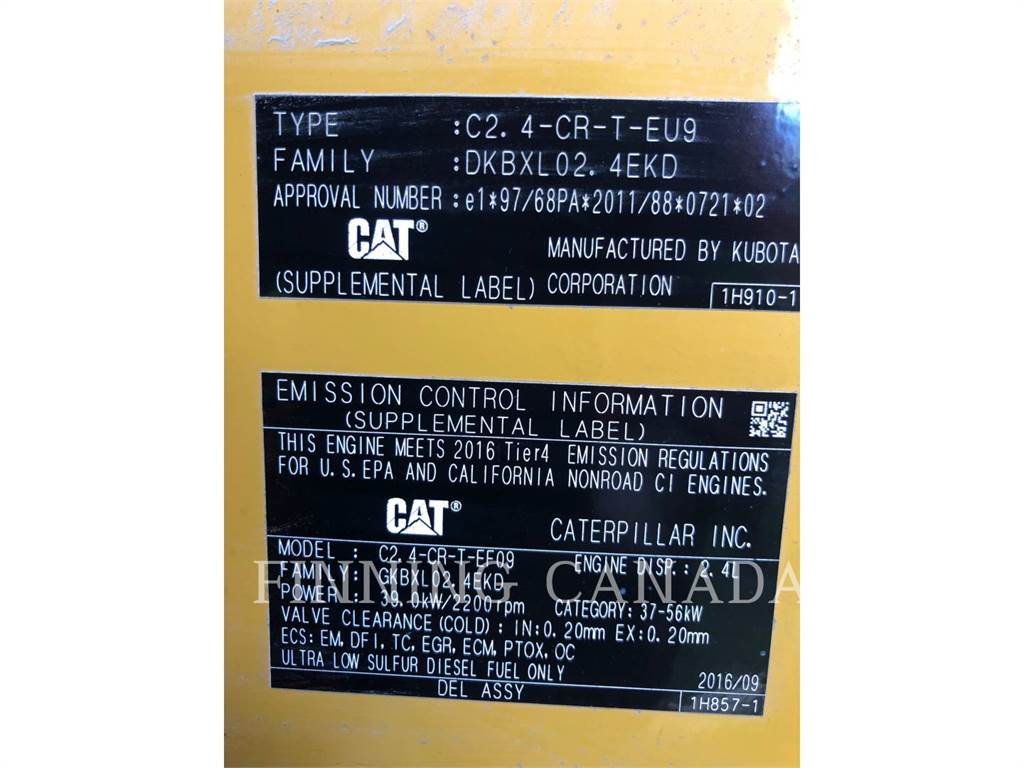 TYPE :C2.4-CR-T-EU9
FAMILY :DKBXL02.4EKD
APPROVAL NUMBER :e1*97/68PA*2011/88*0721*02
CAT® MANUFACTURED BY KUBOTA
(SUPPLEMENTAL LABEL) CORPORATION 1H910-1
EMISSION CONTROL INFORMATION
(SUPPLEMENTAL LABEL)
THIS ENGINE MEETS 2016 Tier4 EMISSION REGULATIONS
FOR U.S.EPA AND CALIFORNIA NONROAD CI ENGINES.
CAT® CATERPILLAR INC.
MODEL : C2.4-CR-T-EF09 ENGINE DISP.: 2.4L
FINNING CANADA
FAMILY: GKBXL02.4EKD
POWER: 39.0kW/2200rpm CATEGORY: 37-56kW
VALVE CLEARANCE(COLD): IN:0.20mm EX:0.20mm
ECS: EM, DFI, TC, EGR, ECM, PTOX, OC
ULTRA LOW SULFUR DIESEL FUEL ONLY 2016/09
DEL ASSY 1H857-1